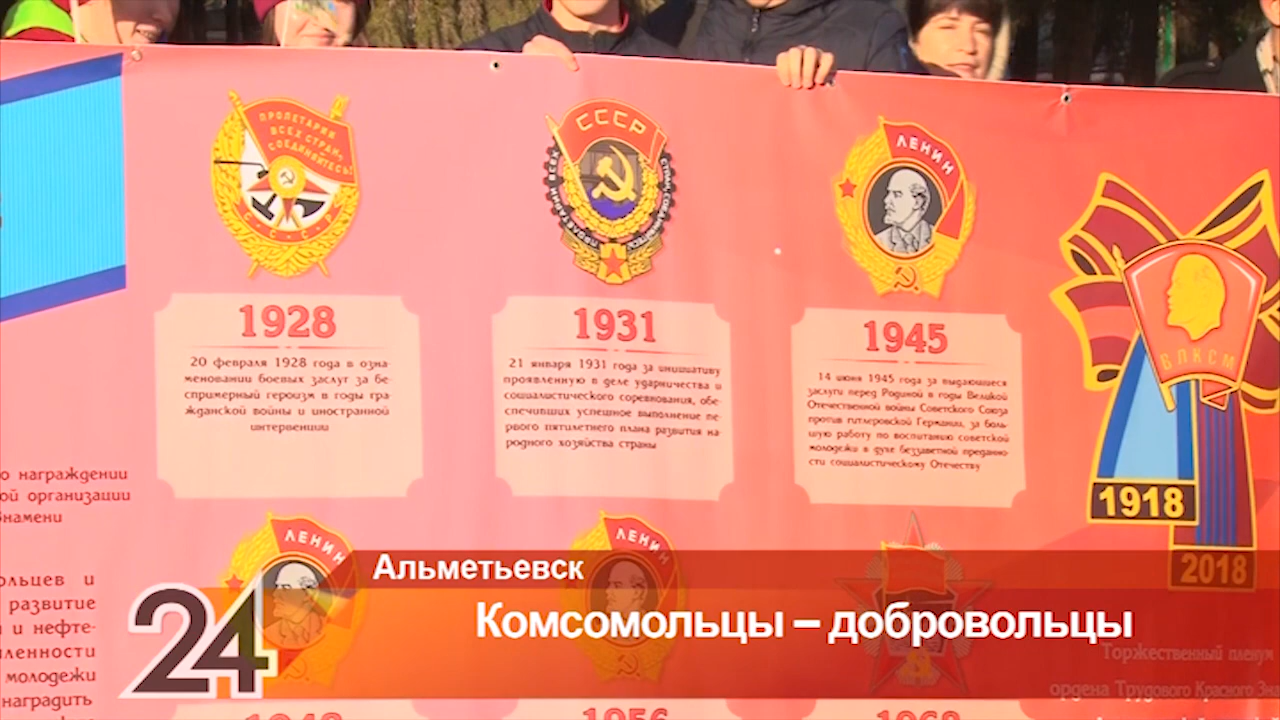 ПРОЛЕТАРИИ
ВСЕХ СТРАН,
СОЕДИНЯЙТЕСЬ!
С.С.С.Р.
1928
20 февраля 1928 года в озна-
меновании боевых заслуг за бе-
спримерный героизм в годы гра
жданской войны и иностранной
интервенции
СССР
1931
21 января 1931 года за инициативу
проявленную в деле ударничества и
социалистического соревнования, обе-
спечивших успешное выполнение пе-
рвого пятилетнего плана развития на-
родного хозяйства страны
ЛЕНИН
1945
14 июня 1945 года за выдающиеся
заслуги перед Родиной в годы Великой
Отечественной войны Советского Союза
против гитлеровской Германии, за боль-
шую работу по воспитанию советской
молодежи в духе беззаветной преданно-
сти социалистическому Отечеству
ВЛКСМ
1918
2018
о награждении
ой организации
Знамени
ольцев и
развитие
и нефте-
ленности
молодежи
наградить
ЛЕНИН
ЛЕНИН
1948
1956
1968
Торжественный пленум
ордена Трудового Красного Зна
24
Альметьевск
Комсомольцы – добровольцы